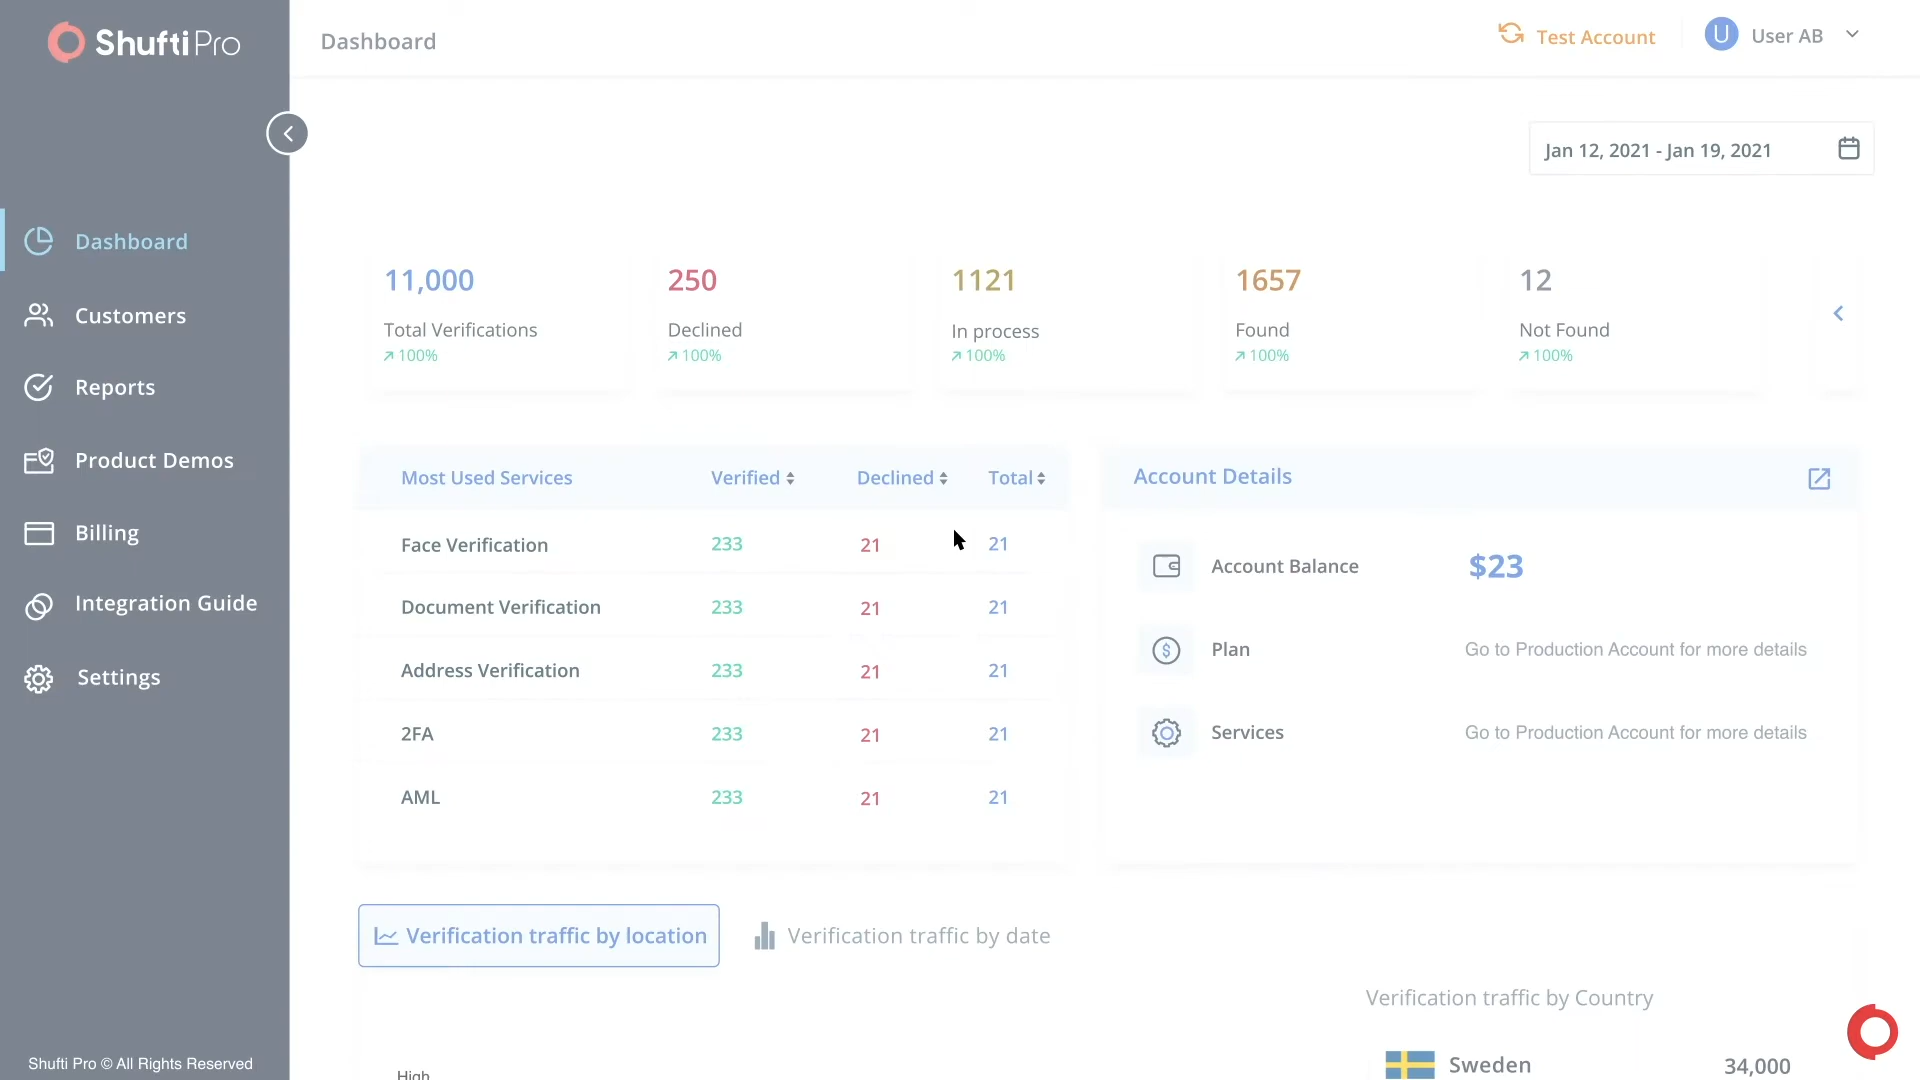 Shufti Pro
Dashboard
Test Account
U
User AB
Jan 12, 2021 - Jan 19, 2021
Dashboard
Customers
Reports
Product Demos
Billing
Integration Guide
Settings
Shufti Pro © All Rights Reserved
11,000
Total Verifications
100%
250
Declined
100%
1121
In process
100%
1657
Found
100%
12
Not Found
100%
Most Used Services Verified Declined Total
Face Verification 233 21 21
Document Verification 233 21 21
Address Verification 233 21 21
2FA 233 21 21
AML 233 21 21
Account Details
Account Balance $23
Plan Go to Production Account for more details
Services Go to Production Account for more details
Verification traffic by location
Verification traffic by date
High
Verification traffic by Country
Sweden 34,000